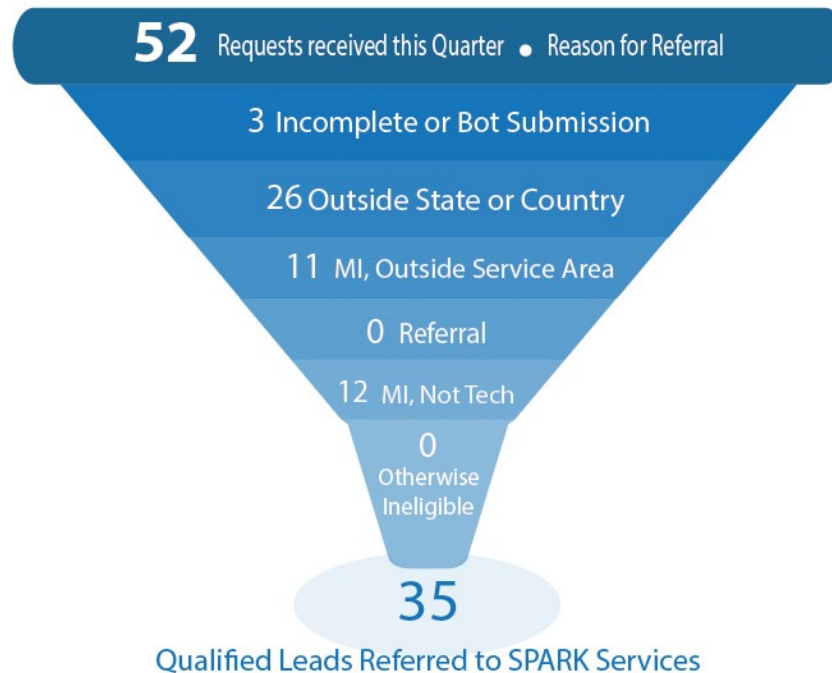 52 Requests received this Quarter • Reason for Referral
3 Incomplete or Bot Submission
26 Outside State or Country
11 MI, Outside Service Area
0 Referral
12 MI, Not Tech
0
Otherwise
Ineligible
35
Qualified Leads Referred to SPARK Services